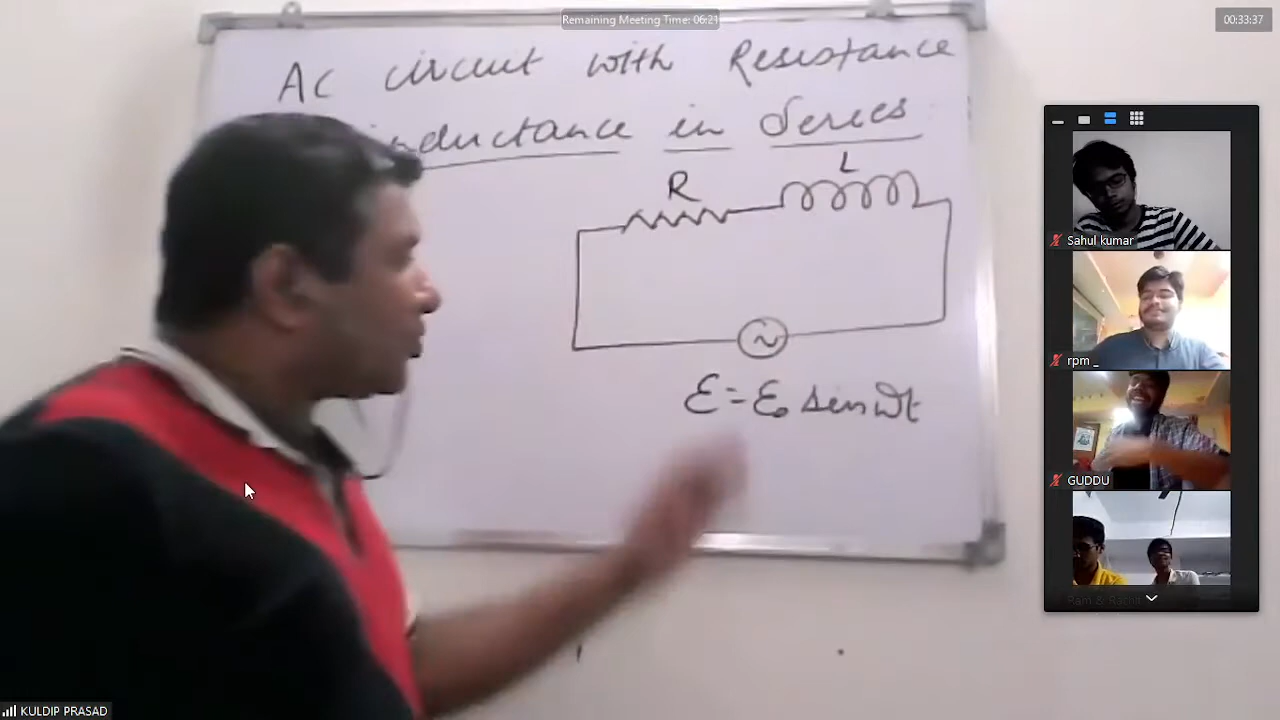 Remaining Meeting Time: 06:21
00:33:37
AC circuit with Resistance
inductance in Series
R
L
ε = ε₀ sin ωt
Sahul kumar
rpm _
GUDDU
KULDIP PRASAD